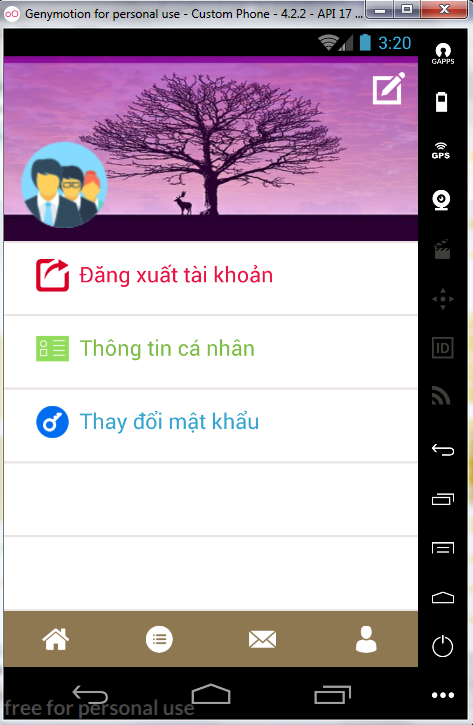 Genymotion for personal use - Custom Phone - 4.2.2 - API 17 ...
3:20
GAPPS
GPS
Đăng xuất tài khoản
Thông tin cá nhân
ID
Thay đổi mật khẩu
free for personal use